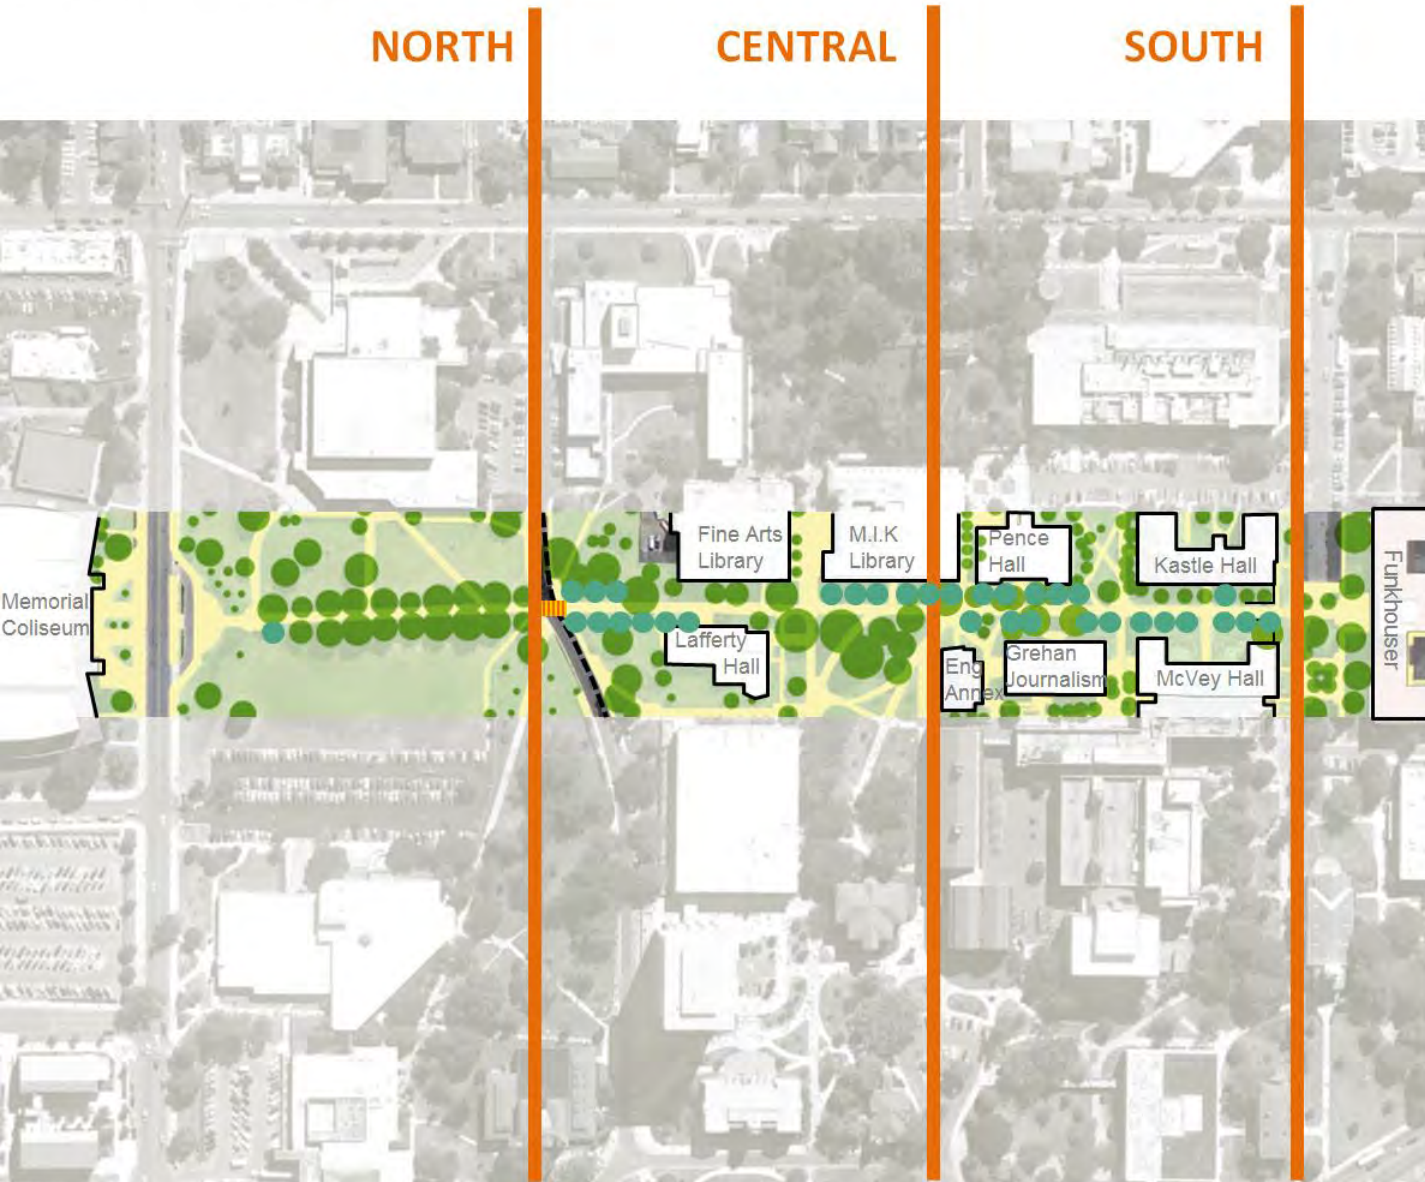 NORTH
CENTRAL
SOUTH
Fine Arts
Library
M.I.K
Library
Pence
Hall
Kastle Hall
Memorial
Coliseum
Lafferty
Hall
Eng
Annex
Grehan
Journalism
McVey Hall
Funkhouser